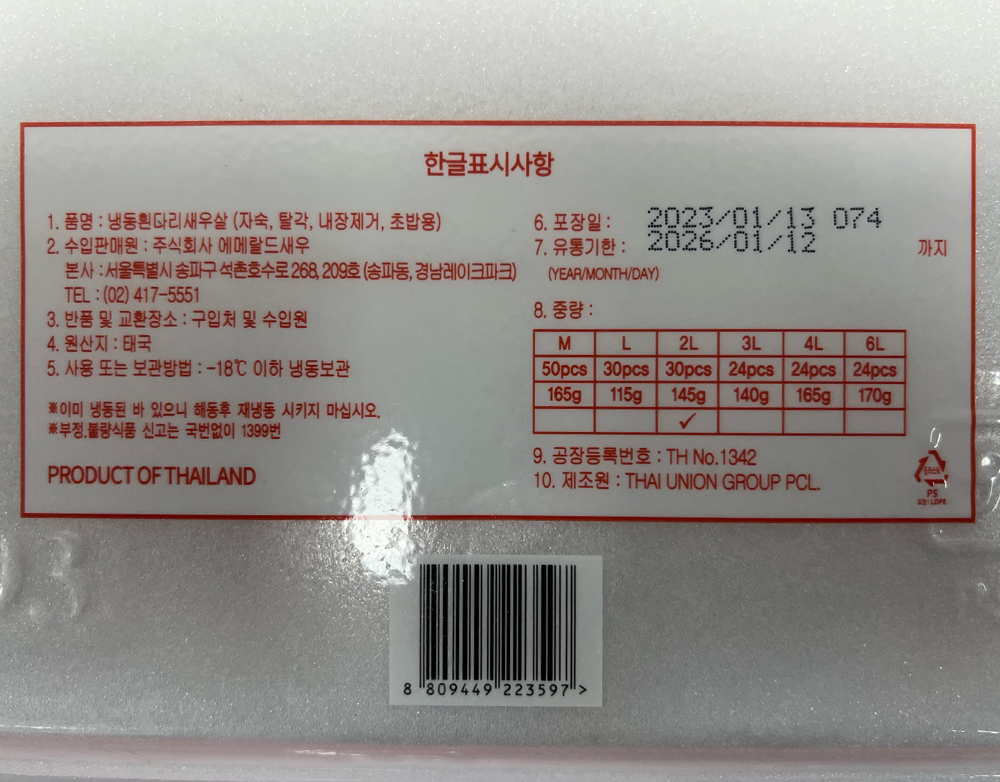 한글표시사항
1. 품명 : 냉동흰다리새우살 (자숙, 탈각, 내장제거, 초밥용)
2. 수입판매원 : 주식회사 에메랄드새우
본사 : 서울특별시 송파구 석촌호수로 268, 209호 (송파동, 경남레이크파크)
TEL : (02) 417-5551
3. 반품 및 교환장소 : 구입처 및 수입원
4. 원산지 : 태국
5. 사용 또는 보관방법 : -18℃ 이하 냉동보관
※이미 냉동된 바 있으니 해동후 재냉동 시키지 마십시오.
※부정.불량식품 신고는 국번없이 1399번
PRODUCT OF THAILAND
6. 포장일 : 2023/01/13 074
7. 유통기한 : 2026/01/12 까지
(YEAR/MONTH/DAY)
8. 중량 :
M L 2L 3L 4L 6L
50pcs 30pcs 30pcs 24pcs 24pcs 24pcs
165g 115g 145g 140g 165g 170g
✓
9. 공장등록번호 : TH No.1342
10. 제조원 : THAI UNION GROUP PCL.
플라스틱
PS
포장:LDPE
8 809449 223597 >